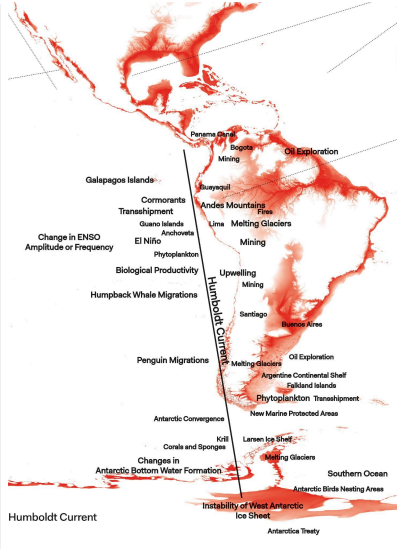 Panama Canal
Bogota
Oil Exploration
Mining
Galapagos Islands
Guayaquil
Cormorants
Andes Mountains
Transhipment
Fires
Guano Islands
Lima
Melting Glaciers
Anchoveta
Change in ENSO
Amplitude or Frequency
El Niño
Mining
Phytoplankton
Biological Productivity
Upwelling
Mining
Humpback Whale Migrations
Humboldt Current
Santiago
Buenos Aires
Penguin Migrations
Melting Glaciers
Oil Exploration
Argentine Continental Shelf
Falkland Islands
Phytoplankton
Transshipment
New Marine Protected Areas
Antarctic Convergence
Krill
Larsen Ice Shelf
Corals and Sponges
Melting Glaciers
Changes in
Antarctic Bottom Water Formation
Southern Ocean
Antarctic Birds Nesting Areas
Instability of West Antarctic
Ice Sheet
Humboldt Current
Antarctica Treaty